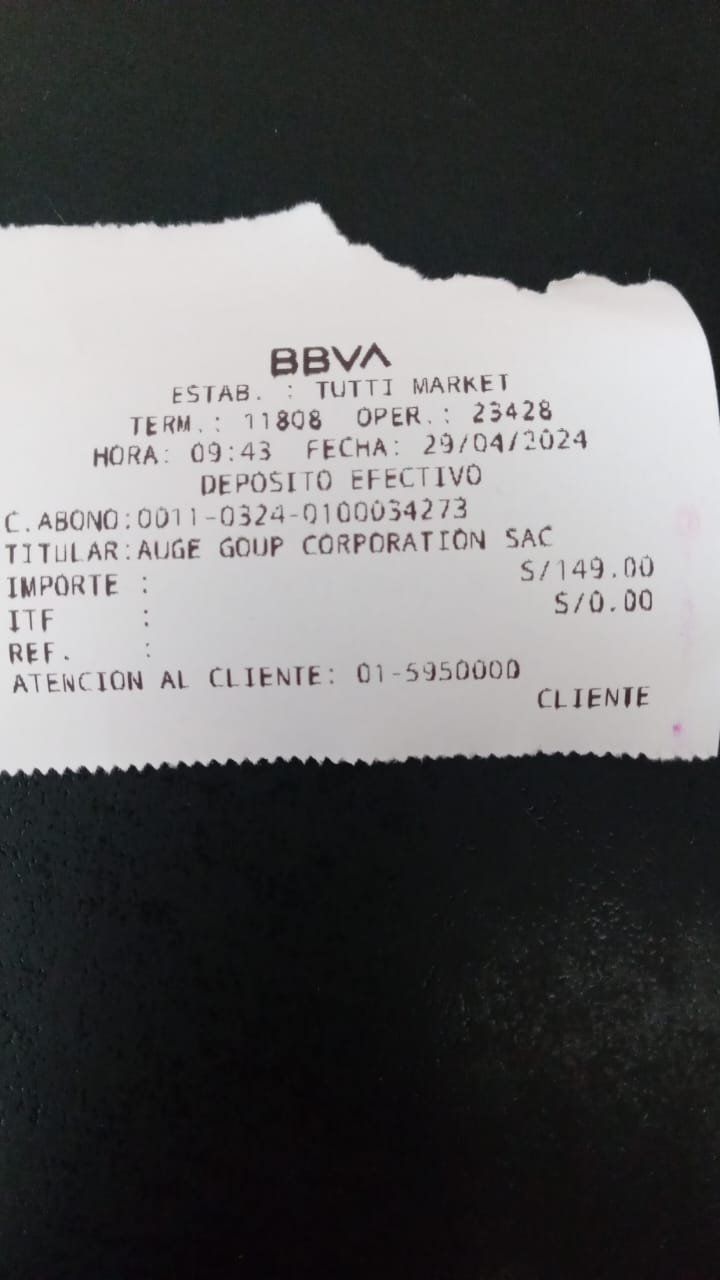 BBVA
ESTAB. : TUTTI MARKET
TERM.: 11808 OPER.: 23428
HORA: 09:43 FECHA: 29/04/2024
DEPOSITO EFECTIVO
C.ABONO:0011-0324-0100034273
TITULAR:AUGE GOUP CORPORATION SAC
IMPORTE : S/149.00
ITF : S/0.00
REF. :
ATENCION AL CLIENTE: 01-5950000
CLIENTE